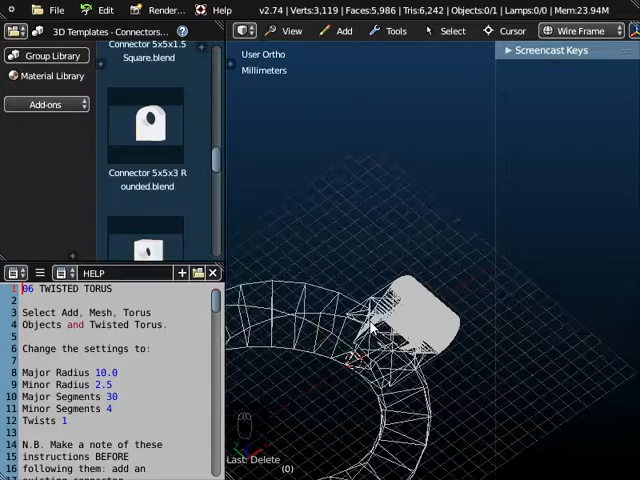 File Edit Render... Help v2.74 | Verts:3,119 | Faces:5,986 | Tris:6,242 | Objects:0/1 | Lamps:0/0 | Mem:23.94M
3D Templates - Connectors...
View Add Tools Select Cursor Wire Frame
Group Library
Material Library
Add-ons
Connector 5x5x1.5
Square.blend
Connector 5x5x3 R
ounded.blend
User Ortho
Millimeters
Screencast Keys
HELP
1 06 TWISTED TORUS
2
3 Select Add, Mesh, Torus
4 Objects and Twisted Torus.
5
6 Change the settings to:
7
8 Major Radius 10.0
9 Minor Radius 2.5
10 Major Segments 30
11 Minor Segments 4
12 Twists 1
13
14 N.B. Make a note of these
15 instructions BEFORE
16 following them: add an
existing connector
Last: Delete
(0)